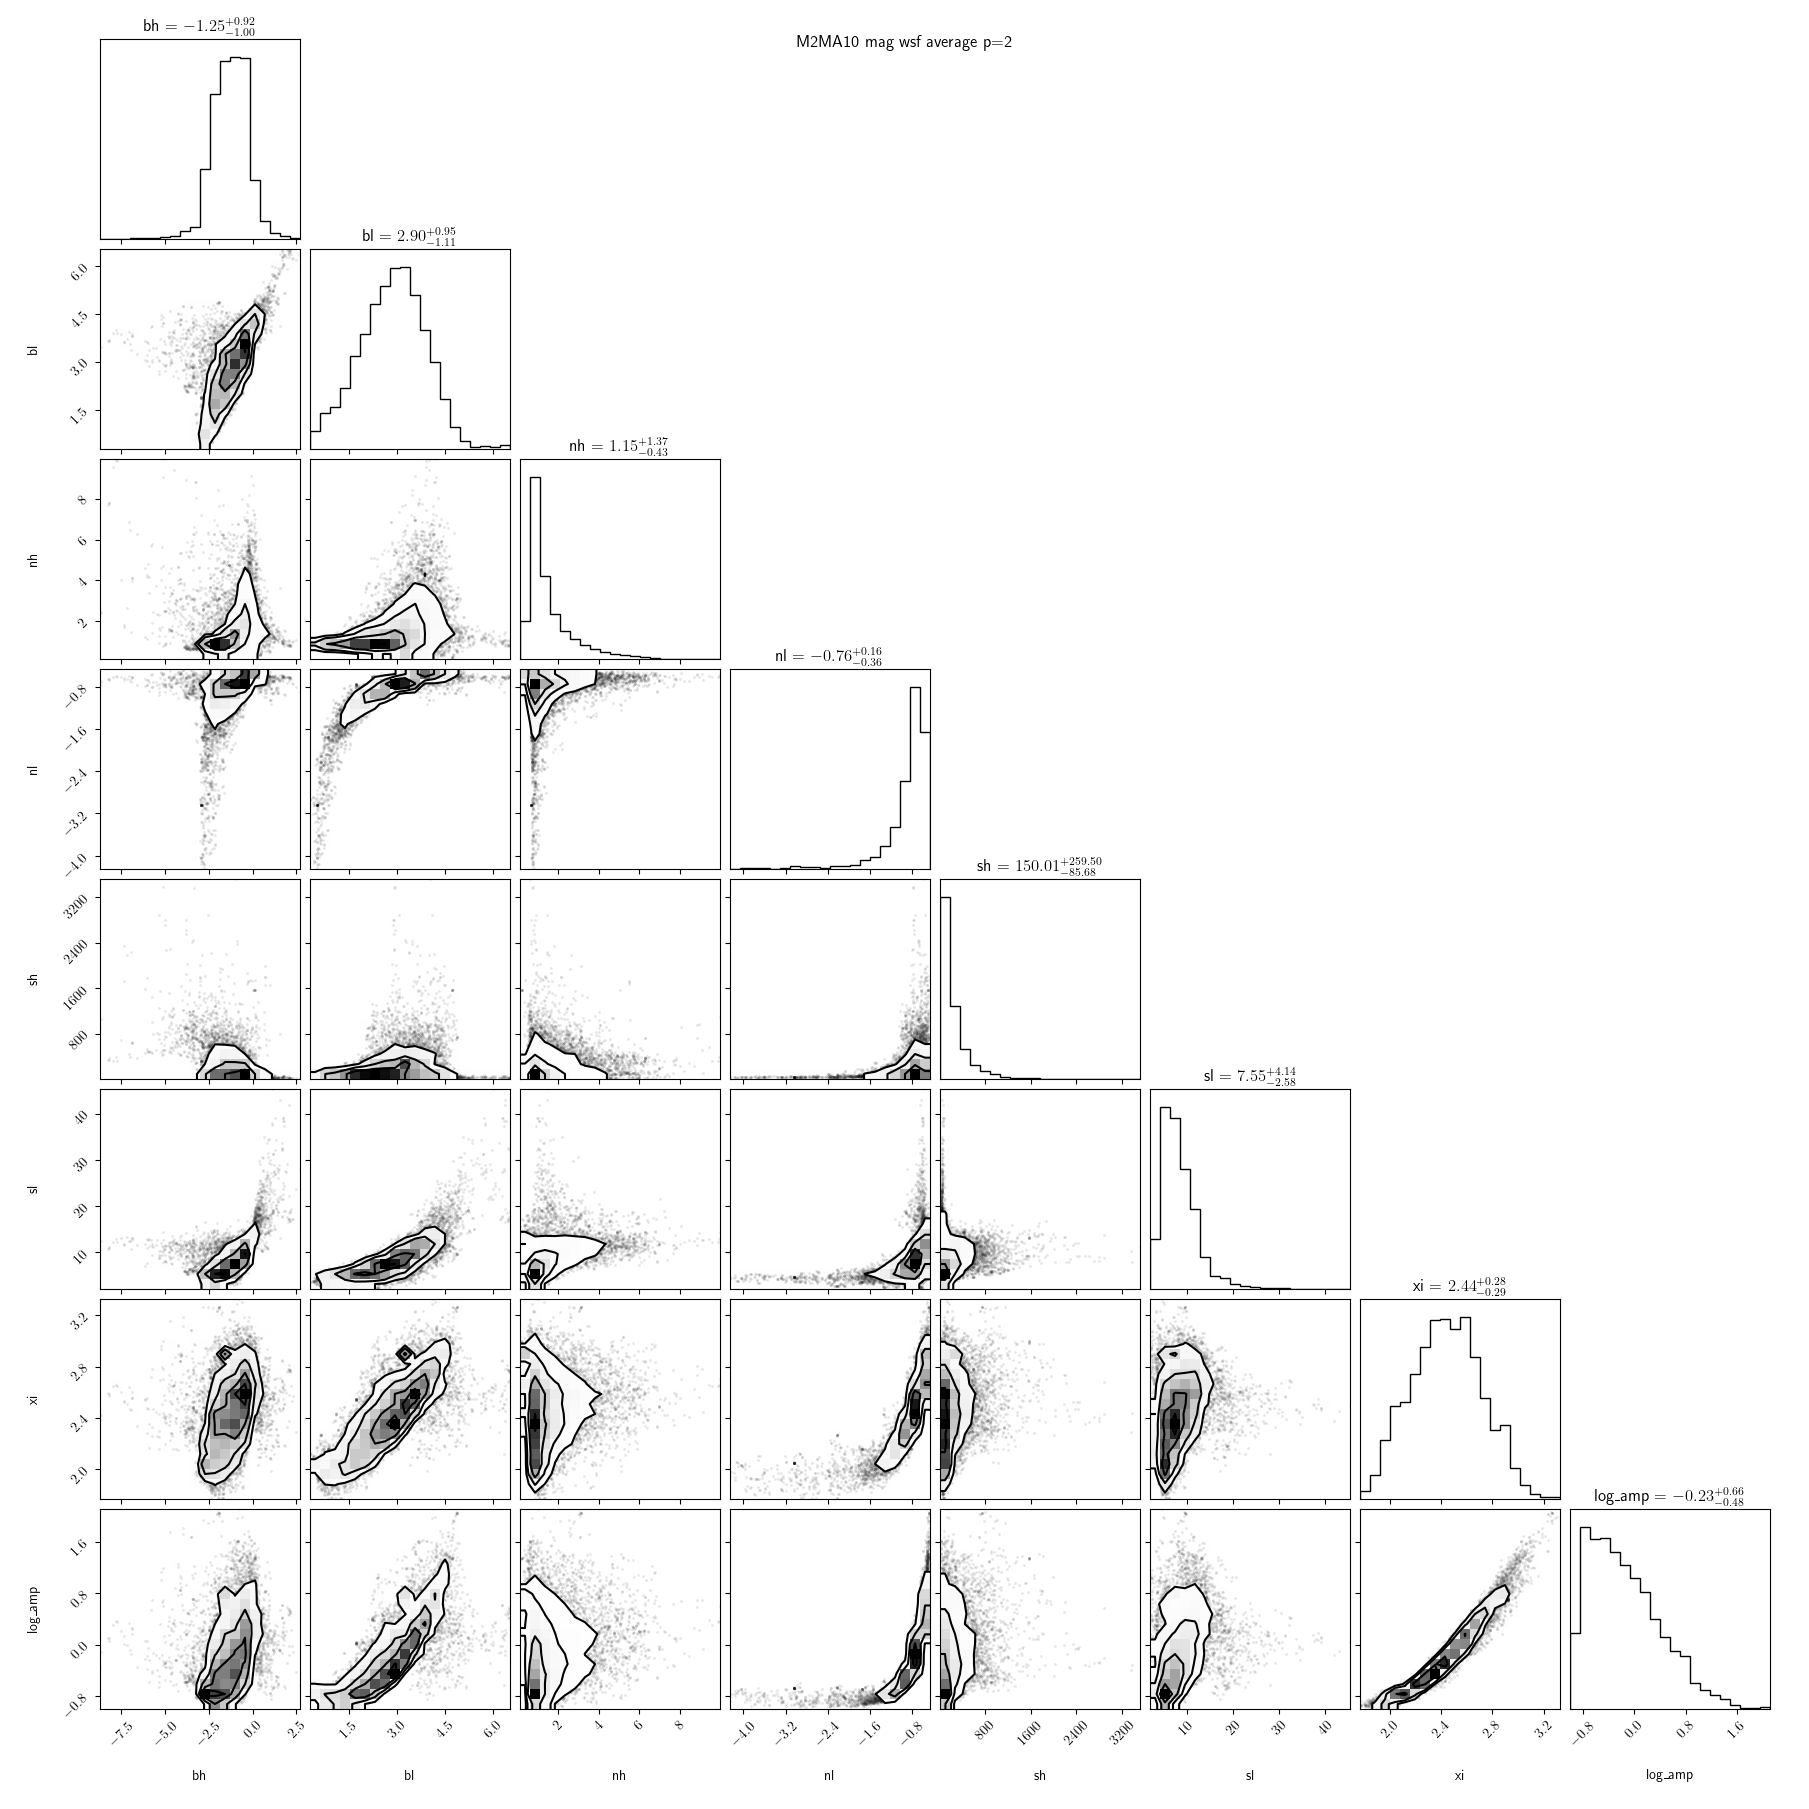 bh = −1.25+0.92 −1.00
M2MA10 mag wsf average p=2
bl = 2.90+0.95 −1.11
6.0
4.5
3.0
1.5
bl
nh = 1.15+1.37 −0.43
8
6
4
2
nh
nl = −0.76+0.16 −0.36
−0.8
−1.6
−2.4
−3.2
−4.0
nl
sh = 150.01+259.50 −85.68
3200
2400
1600
800
sh
sl = 7.55+4.14 −2.58
40
30
20
10
sl
xi = 2.44+0.28 −0.29
3.2
2.8
2.4
2.0
xi
log_amp = −0.23+0.66 −0.48
1.6
0.8
0.0
−0.8
log_amp
−7.5 −5.0 −2.5 0.0 2.5 1.5 3.0 4.5 6.0 2 4 6 8 −4.0 −3.2 −2.4 −1.6 −0.8 800 1600 2400 3200 10 20 30 40 2.0 2.4 2.8 3.2 −0.8 0.0 0.8 1.6
bh bl nh nl sh sl xi log_amp